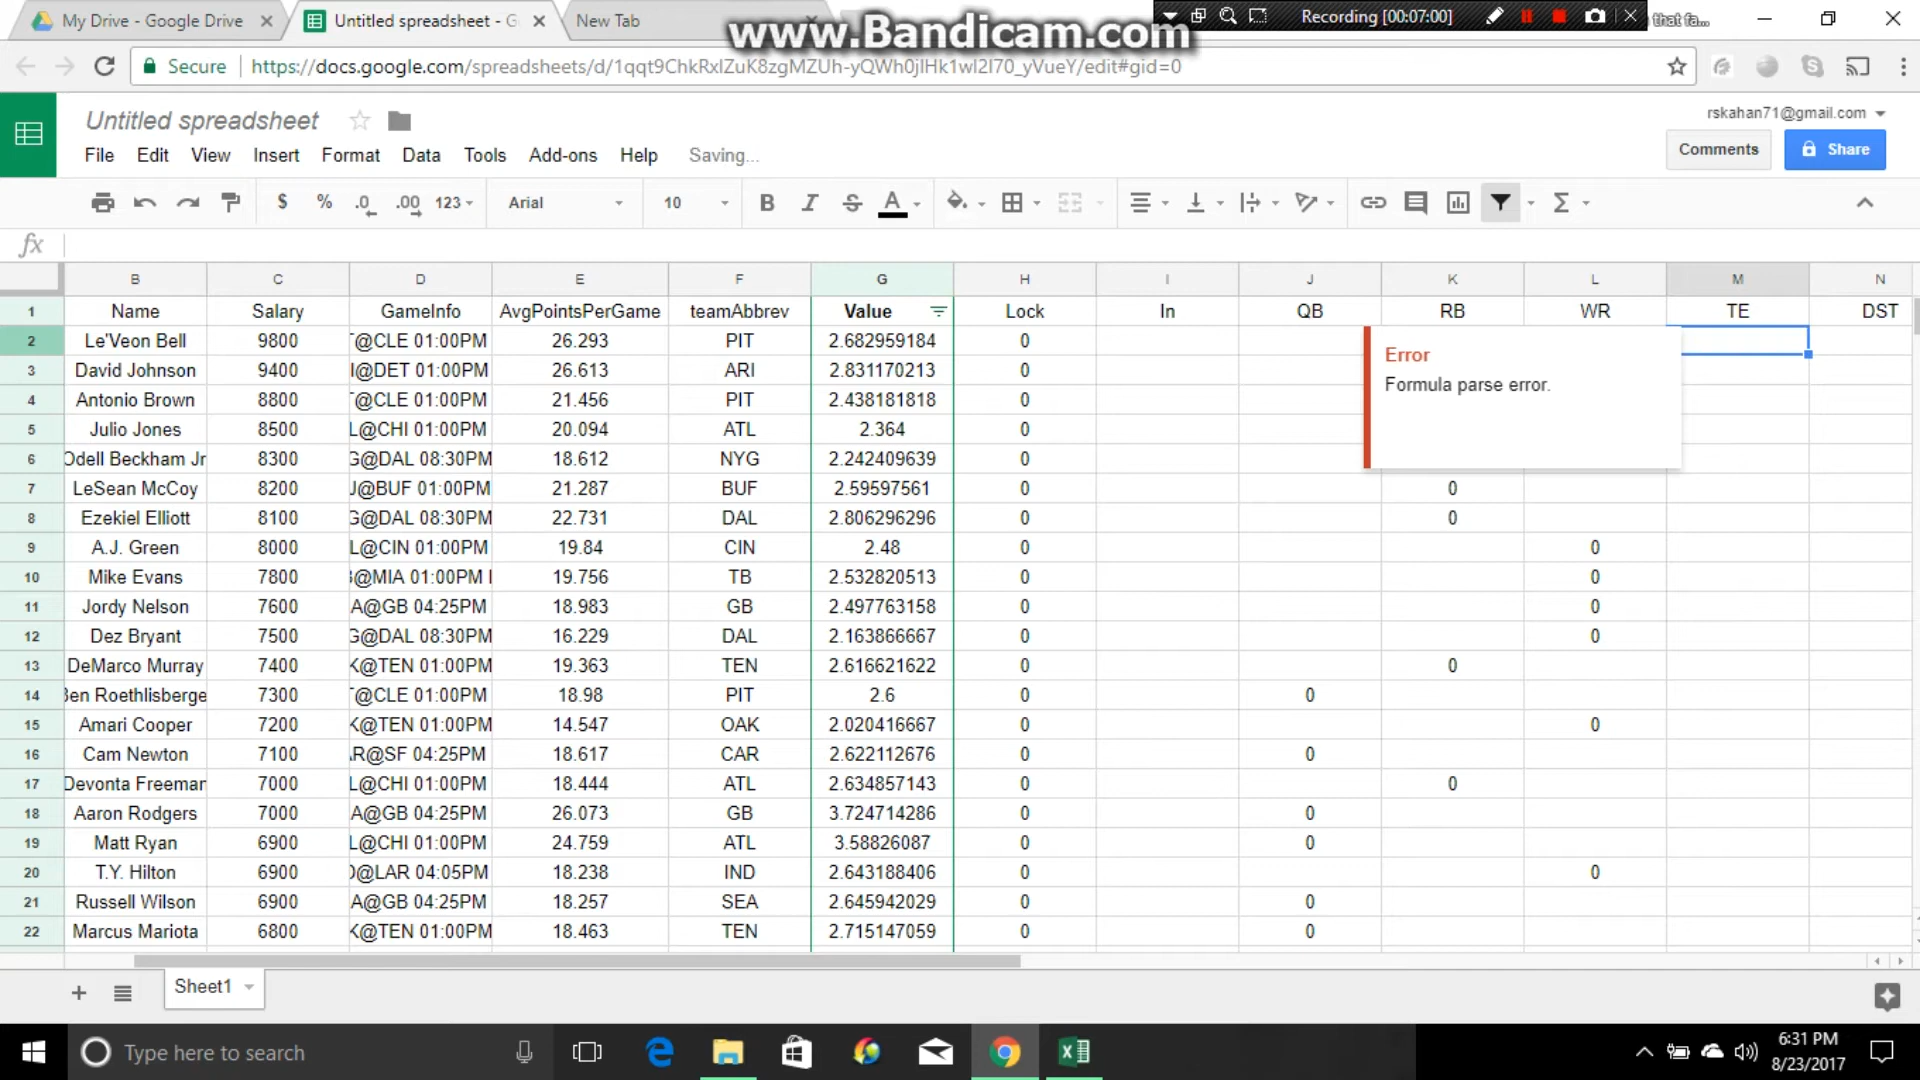 My Drive - Google Drive
Untitled spreadsheet - G
New Tab
www.Bandicam.com
Recording [00:07:00]
that fa...
Secure
https://docs.google.com/spreadsheets/d/1qqt9ChkRxIZuK8zgMZUh-yQWh0jlHk1wl2I70_yVueY/edit#gid=0
Untitled spreadsheet
rskahan71@gmail.com
File Edit View Insert Format Data Tools Add-ons Help Saving...
Comments
Share
$ % .0 .00 123 Arial 10 B I S A Σ
fx
B C D E F G H I J K L M N
1 Name Salary GameInfo AvgPointsPerGame teamAbbrev Value Lock In QB RB WR TE DST
2 Le'Veon Bell 9800 T@CLE 01:00PM 26.293 PIT 2.682959184 0
Error
3 David Johnson 9400 I@DET 01:00PM 26.613 ARI 2.831170213 0
Formula parse error.
4 Antonio Brown 8800 T@CLE 01:00PM 21.456 PIT 2.438181818 0
5 Julio Jones 8500 L@CHI 01:00PM 20.094 ATL 2.364 0
6 Odell Beckham Jr 8300 G@DAL 08:30PM 18.612 NYG 2.242409639 0
7 LeSean McCoy 8200 J@BUF 01:00PM 21.287 BUF 2.59597561 0 0
8 Ezekiel Elliott 8100 G@DAL 08:30PM 22.731 DAL 2.806296296 0 0
9 A.J. Green 8000 L@CIN 01:00PM 19.84 CIN 2.48 0 0
10 Mike Evans 7800 @MIA 01:00PM 19.756 TB 2.532820513 0 0
11 Jordy Nelson 7600 A@GB 04:25PM 18.983 GB 2.497763158 0 0
12 Dez Bryant 7500 G@DAL 08:30PM 16.229 DAL 2.163866667 0 0
13 DeMarco Murray 7400 K@TEN 01:00PM 19.363 TEN 2.616621622 0 0
14 Ben Roethlisberge 7300 T@CLE 01:00PM 18.98 PIT 2.6 0 0
15 Amari Cooper 7200 K@TEN 01:00PM 14.547 OAK 2.020416667 0 0
16 Cam Newton 7100 AR@SF 04:25PM 18.617 CAR 2.622112676 0 0
17 Devonta Freeman 7000 L@CHI 01:00PM 18.444 ATL 2.634857143 0 0
18 Aaron Rodgers 7000 A@GB 04:25PM 26.073 GB 3.724714286 0 0
19 Matt Ryan 6900 L@CHI 01:00PM 24.759 ATL 3.58826087 0 0
20 T.Y. Hilton 6900 D@LAR 04:05PM 18.238 IND 2.643188406 0 0
21 Russell Wilson 6900 A@GB 04:25PM 18.257 SEA 2.645942029 0 0
22 Marcus Mariota 6800 K@TEN 01:00PM 18.463 TEN 2.715147059 0 0
Sheet1
Type here to search
6:31 PM
8/23/2017